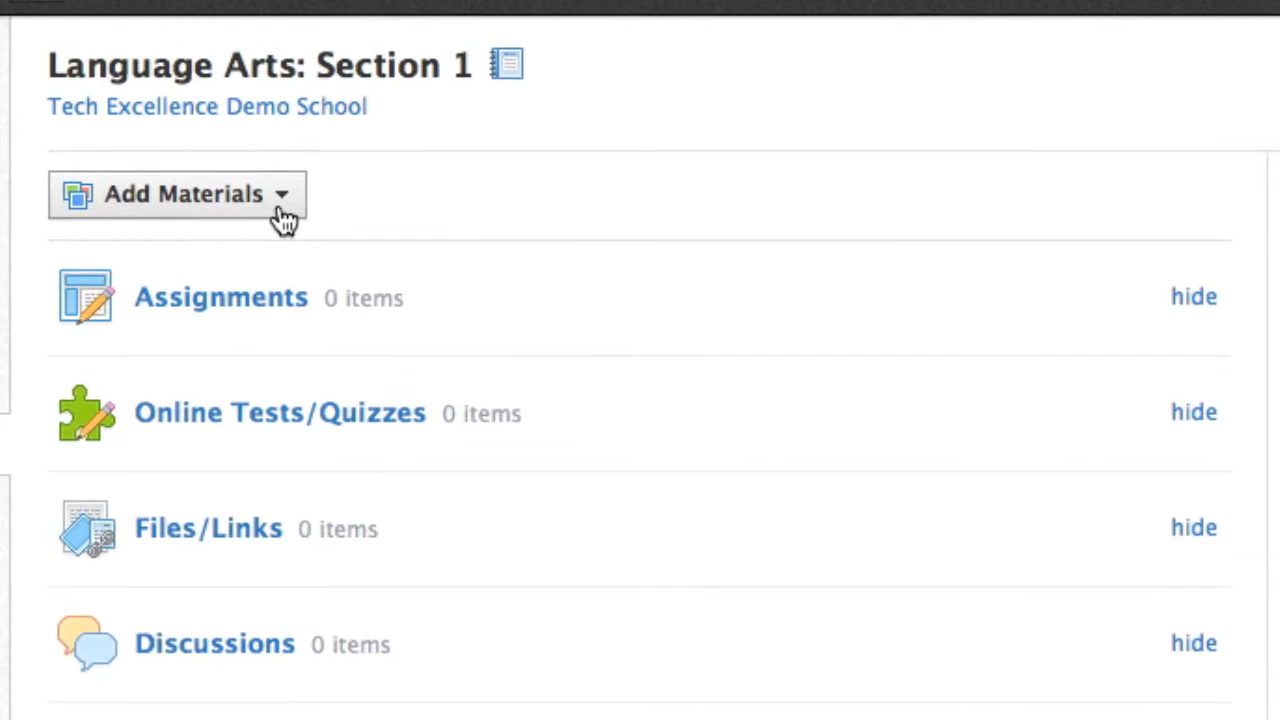 Language Arts: Section 1
Tech Excellence Demo School
Add Materials
Assignments 0 items hide
Online Tests/Quizzes 0 items hide
Files/Links 0 items hide
Discussions 0 items hide